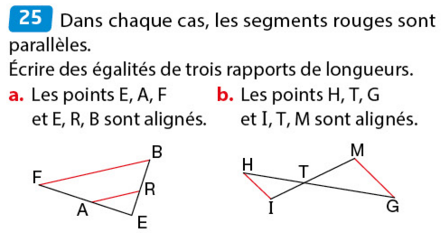 25 Dans chaque cas, les segments rouges sont
parallèles.
Écrire des égalités de trois rapports de longueurs.
a. Les points E, A, F
et E, R, B sont alignés.
b. Les points H, T, G
et I, T, M sont alignés.
B
F
R
A
E
M
H
T
I
G